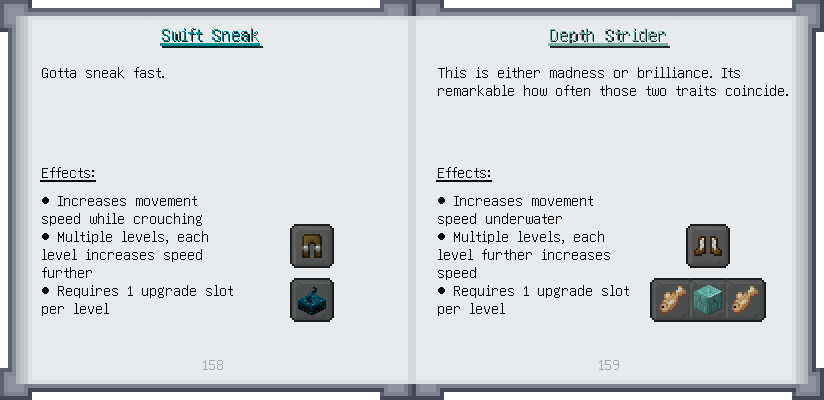 Swift Sneak
Gotta sneak fast.
Effects:
● Increases movement
speed while crouching
● Multiple levels, each
level increases speed
further
● Requires 1 upgrade slot
per level
158
Depth Strider
This is either madness or brilliance. Its
remarkable how often those two traits coincide.
Effects:
● Increases movement
speed underwater
● Multiple levels, each
level further increases
speed
● Requires 1 upgrade slot
per level
159